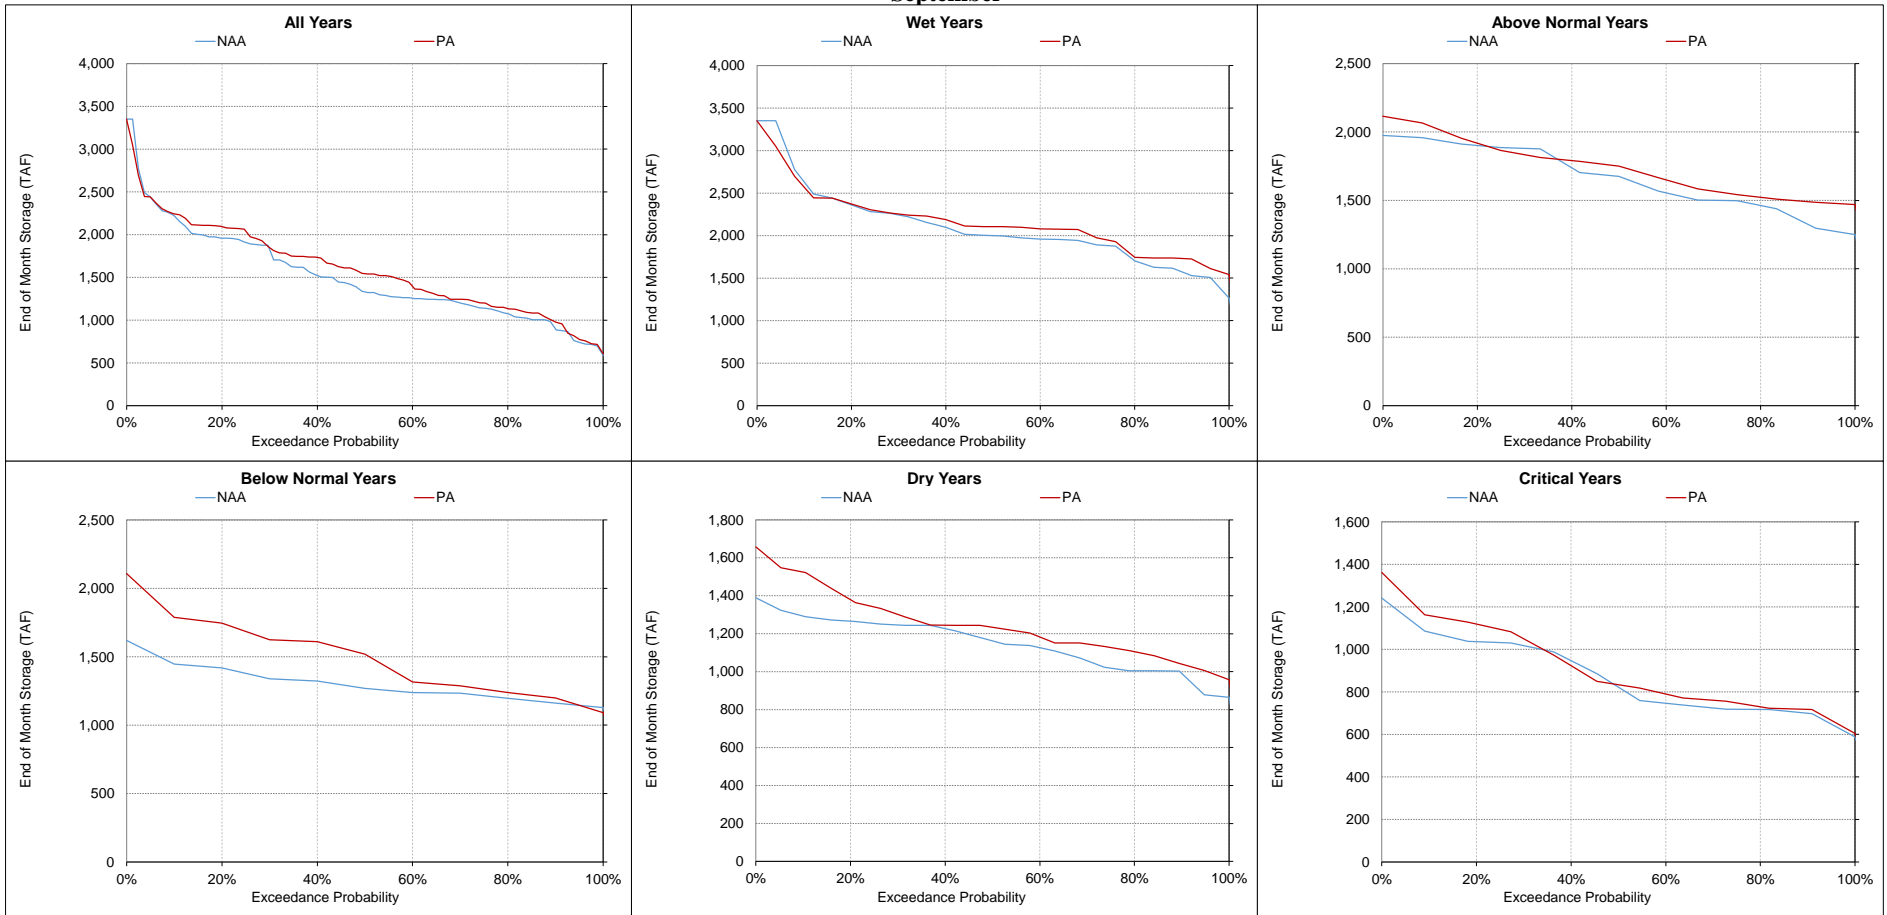 September
All Years
NAA PA
4,000
3,500
3,000
2,500
2,000
1,500
1,000
500
0
End of Month Storage (TAF)
0% 20% 40% 60% 80% 100%
Exceedance Probability
Wet Years
NAA PA
4,000
3,500
3,000
2,500
2,000
1,500
1,000
500
0
End of Month Storage (TAF)
0% 20% 40% 60% 80% 100%
Exceedance Probability
Above Normal Years
NAA PA
2,500
2,000
1,500
1,000
500
0
End of Month Storage (TAF)
0% 20% 40% 60% 80% 100%
Exceedance Probability
Below Normal Years
NAA PA
2,500
2,000
1,500
1,000
500
0
End of Month Storage (TAF)
0% 20% 40% 60% 80% 100%
Exceedance Probability
Dry Years
NAA PA
1,800
1,600
1,400
1,200
1,000
800
600
400
200
0
End of Month Storage (TAF)
0% 20% 40% 60% 80% 100%
Exceedance Probability
Critical Years
NAA PA
1,600
1,400
1,200
1,000
800
600
400
200
0
End of Month Storage (TAF)
0% 20% 40% 60% 80% 100%
Exceedance Probability